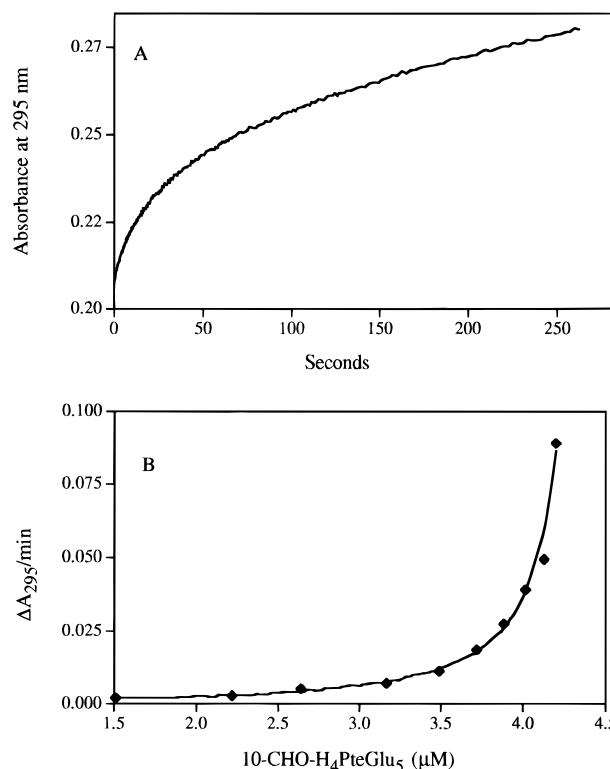 A
Absorbance at 295 nm
0.27
0.25
0.22
0.20
0 50 100 150 200 250
Seconds
B
ΔA₂₉₅/min
0.100
0.075
0.050
0.025
0.000
1.5 2.0 2.5 3.0 3.5 4.0 4.5
10-CHO-H₄PteGlu₅ (μM)